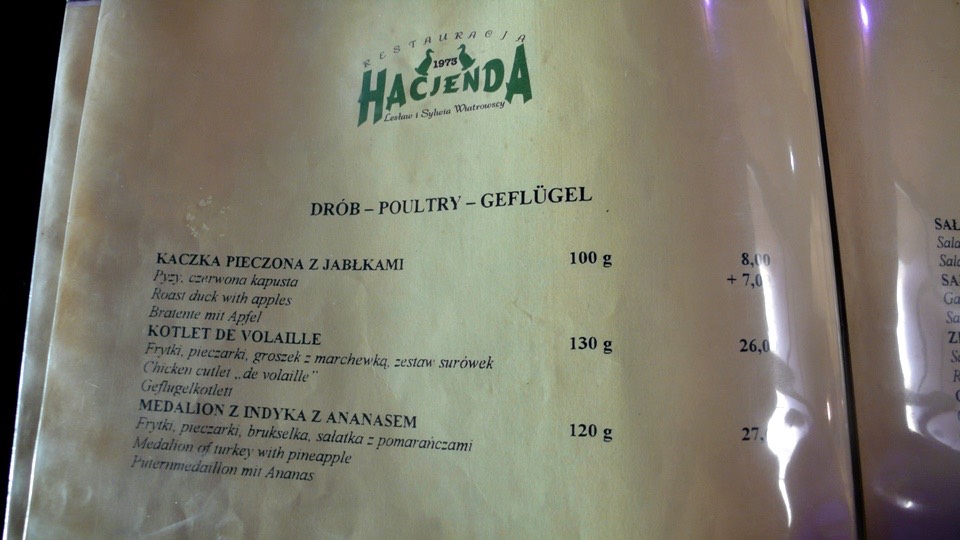 RESTAURACJA
1973
HACJENDA
Lesław i Sylwia Wiatrowscy
DRÓB – POULTRY – GEFLÜGEL
KACZKA PIECZONA Z JABŁKAMI 100 g 8,00
Pyzy, czerwona kapusta + 7,0
Roast duck with apples
Bratente mit Apfel
KOTLET DE VOLAILLE 130 g 26,0
Frytki, pieczarki, groszek z marchewką, zestaw surówek
Chicken cutlet „de volaille"
Geflugelkotlett
MEDALION Z INDYKA Z ANANASEM 120 g 27,
Frytki, pieczarki, brukselka, sałatka z pomarańczami
Medalion of turkey with pineapple
Putenmedaillon mit Ananas